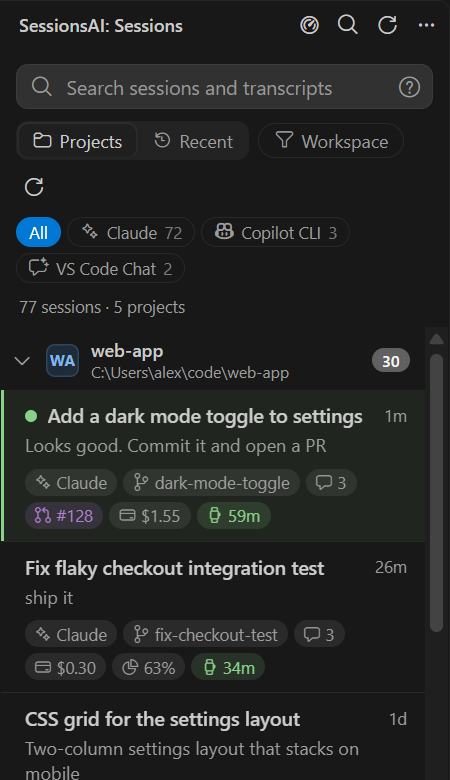 SessionsAI: Sessions
Search sessions and transcripts
Projects Recent Workspace
All Claude 72 Copilot CLI 3
VS Code Chat 2
77 sessions · 5 projects
WA web-app 30
C:\Users\alex\code\web-app
Add a dark mode toggle to settings 1m
Looks good. Commit it and open a PR
Claude dark-mode-toggle 3
#128 $1.55 59m
Fix flaky checkout integration test 26m
ship it
Claude fix-checkout-test 3
$0.30 63% 34m
CSS grid for the settings layout 1d
Two-column settings layout that stacks on
mobile